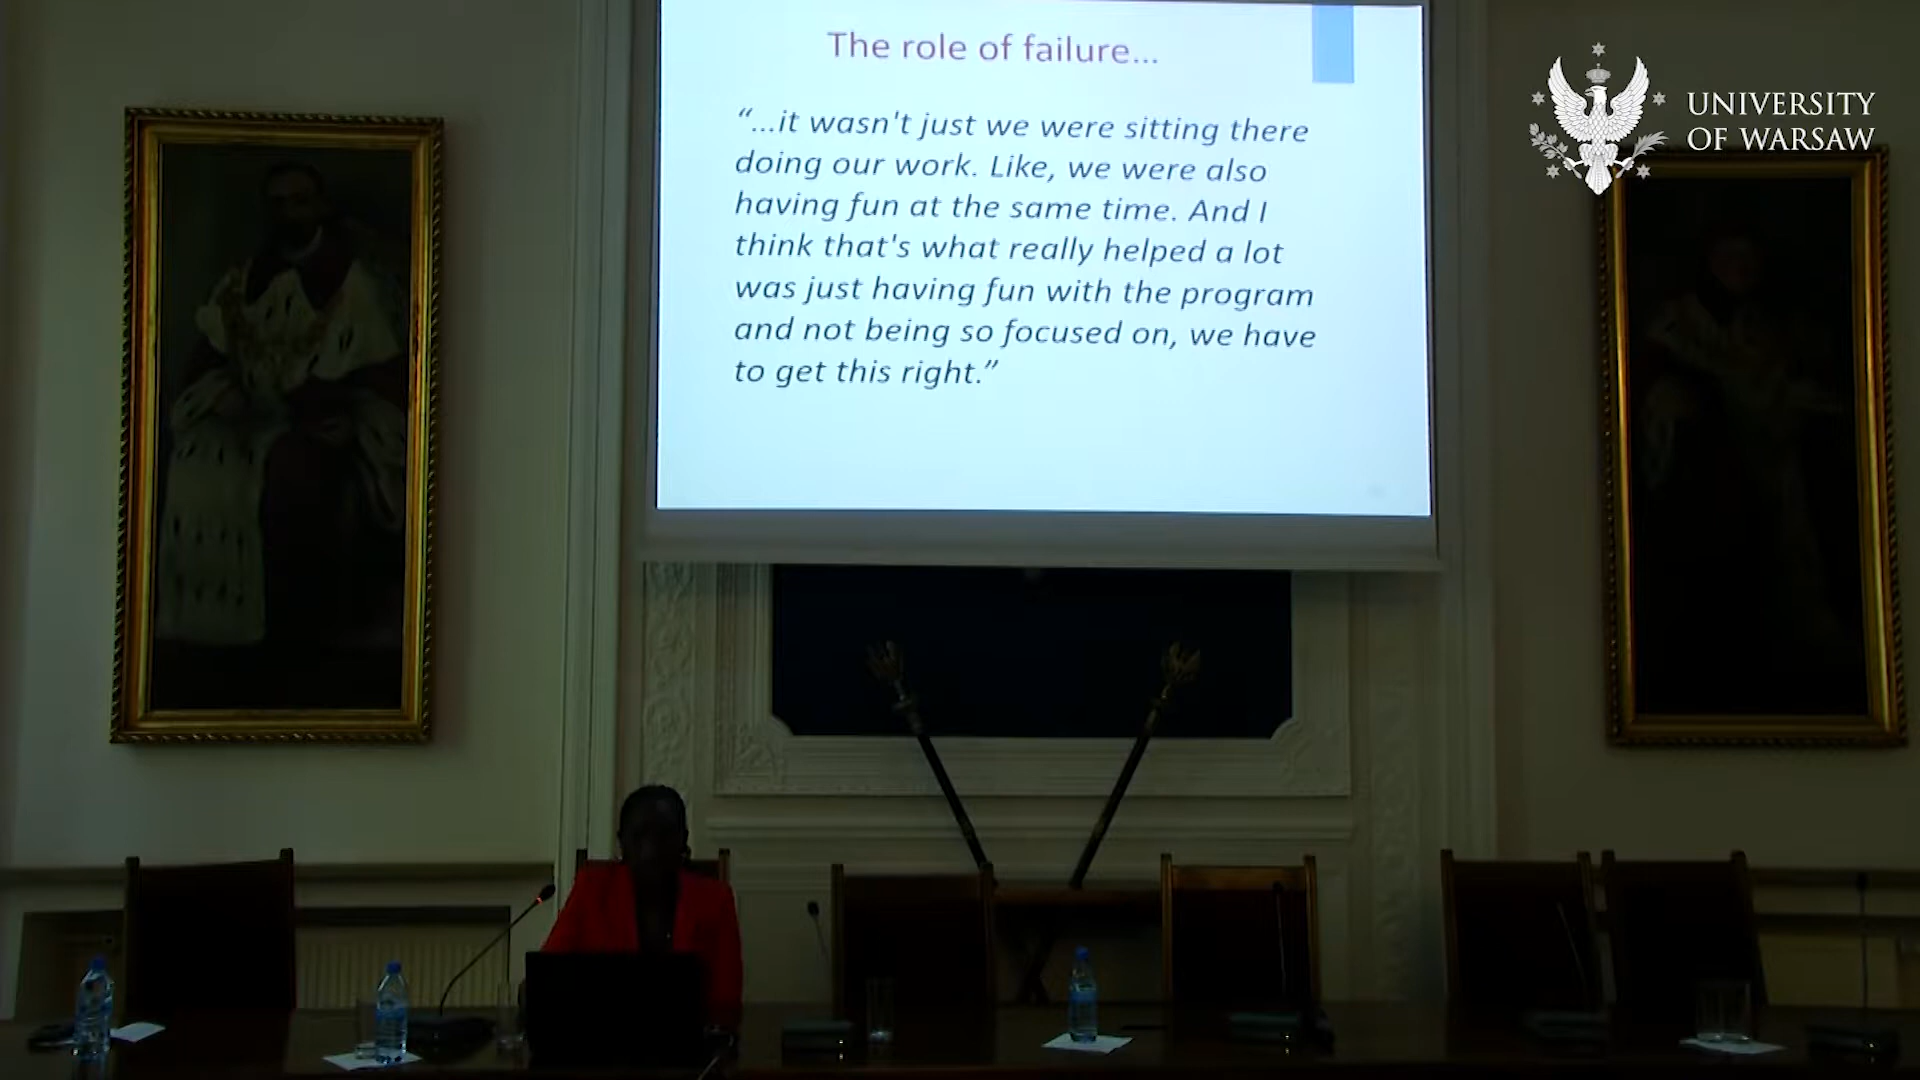 The role of failure...
“...it wasn't just we were sitting there
doing our work. Like, we were also
having fun at the same time. And I
think that's what really helped a lot
was just having fun with the program
and not being so focused on, we have
to get this right.”
UNIVERSITY
OF WARSAW